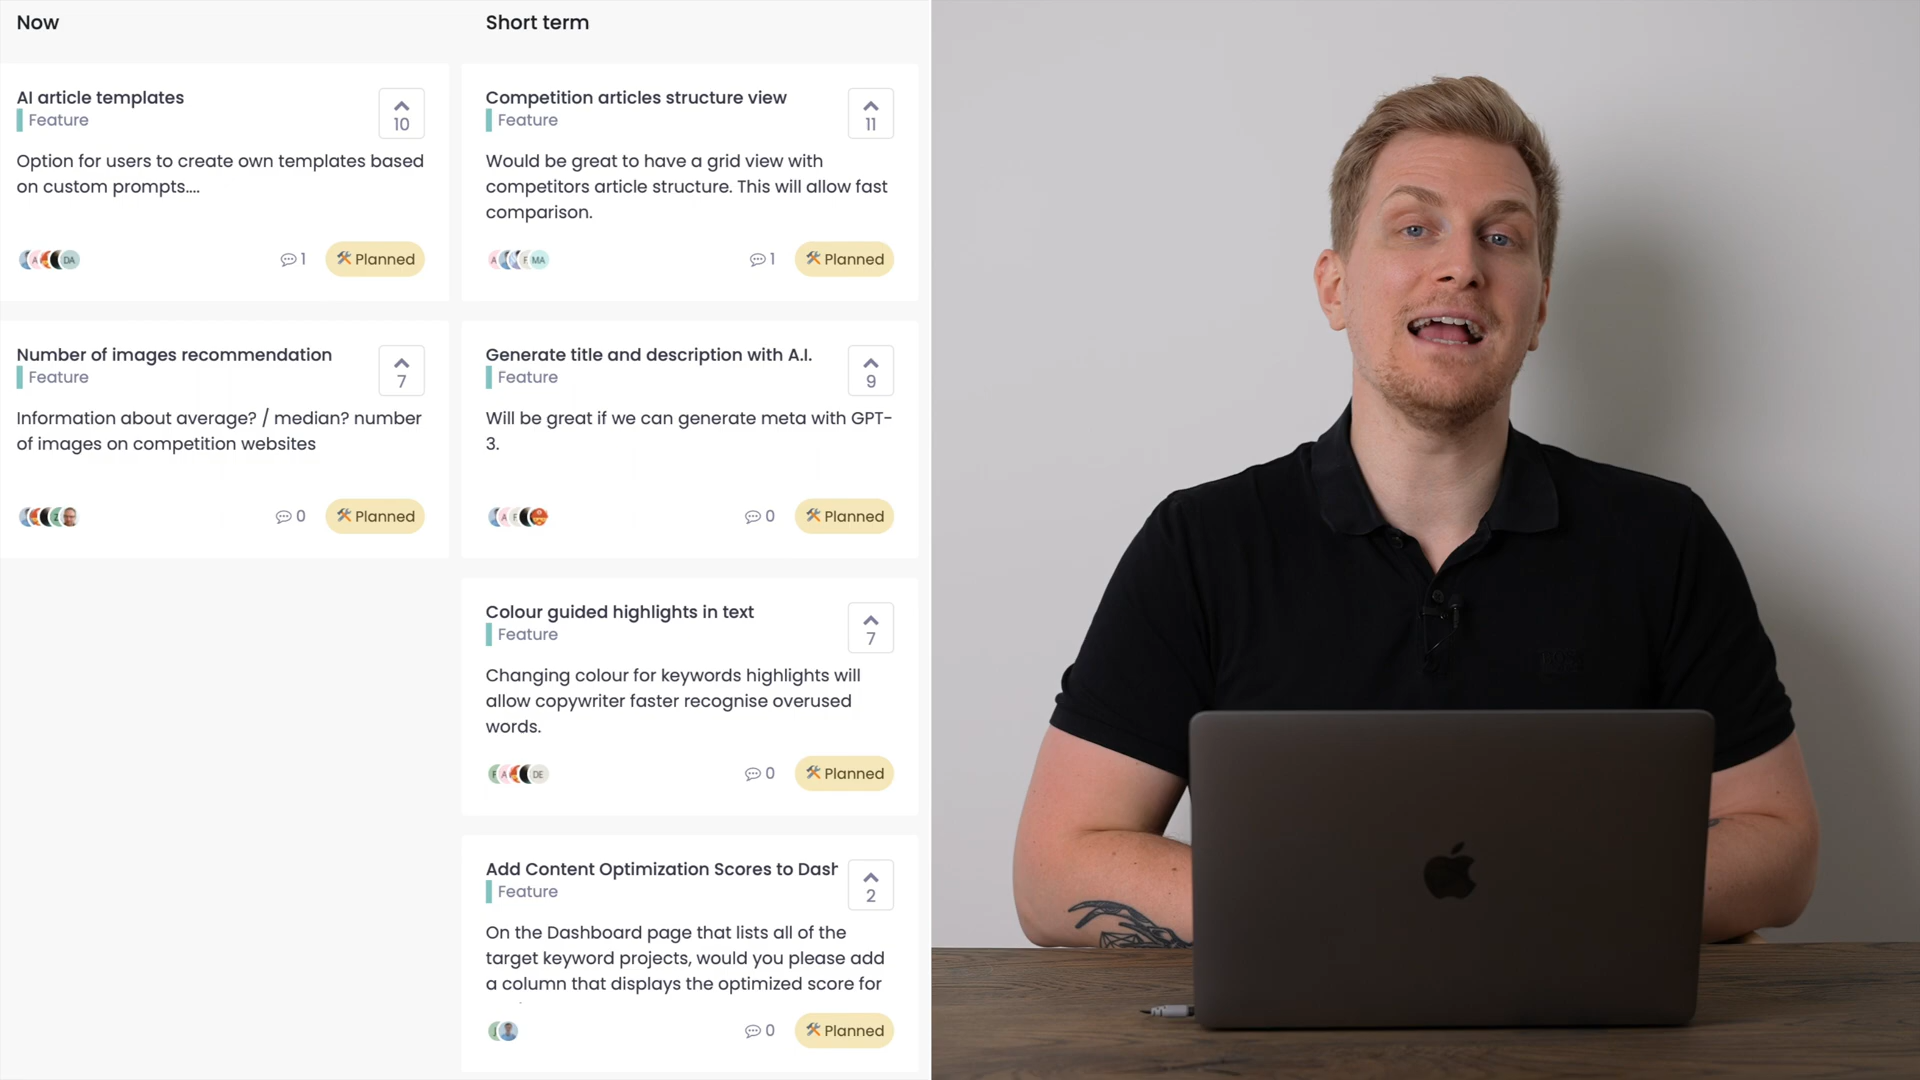 Now
AI article templates
Feature
10
Option for users to create own templates based
on custom prompts....
A
DA
1
Planned
Number of images recommendation
Feature
7
Information about average? / median? number
of images on competition websites
0
Planned
Short term
Competition articles structure view
Feature
11
Would be great to have a grid view with
competitors article structure. This will allow fast
comparison.
A
F
MA
1
Planned
Generate title and description with A.I.
Feature
9
Will be great if we can generate meta with GPT-
3.
A
F
0
Planned
Colour guided highlights in text
Feature
7
Changing colour for keywords highlights will
allow copywriter faster recognise overused
words.
F
A
DE
0
Planned
Add Content Optimization Scores to Dash
Feature
2
On the Dashboard page that lists all of the
target keyword projects, would you please add
a column that displays the optimized score for
0
Planned